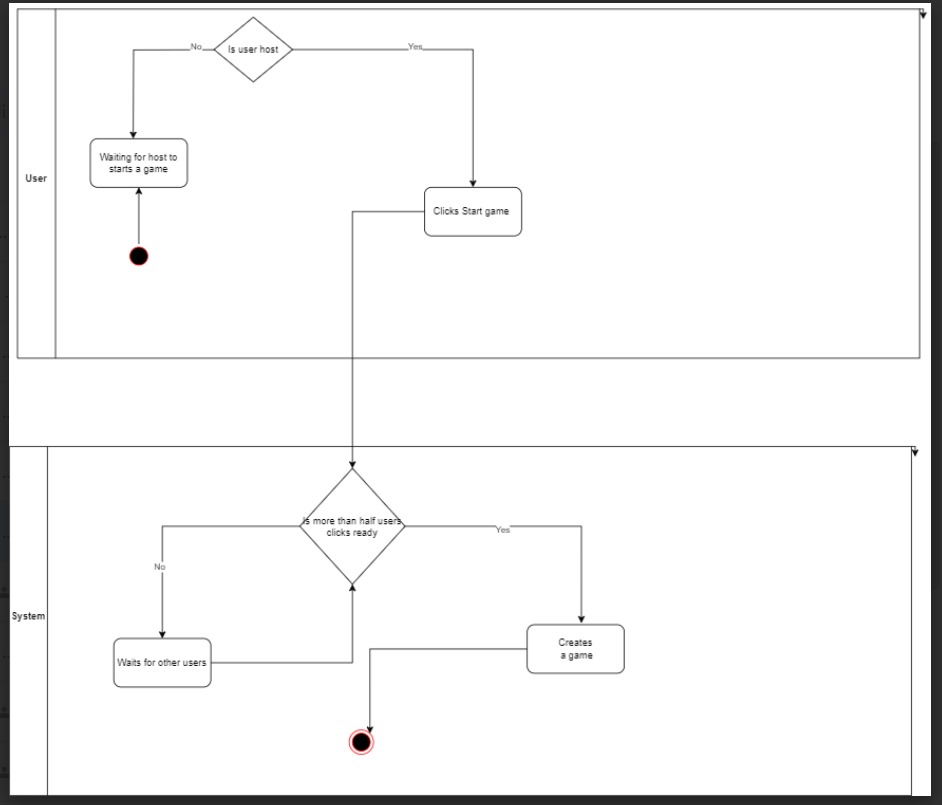 No
Is user host
Yes
Waiting for host to
starts a game
User
Clicks Start game
Is more than half users
clicks ready
Yes
No
System
Waits for other users
Creates
a game